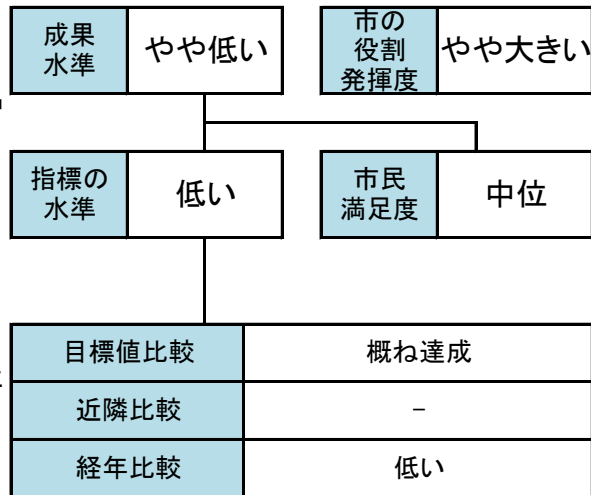 成果
水準
やや低い
市の
役割
発揮度
やや大きい
指標の
水準
低い
市民
満足度
中位
目標値比較
概ね達成
近隣比較
－
経年比較
低い